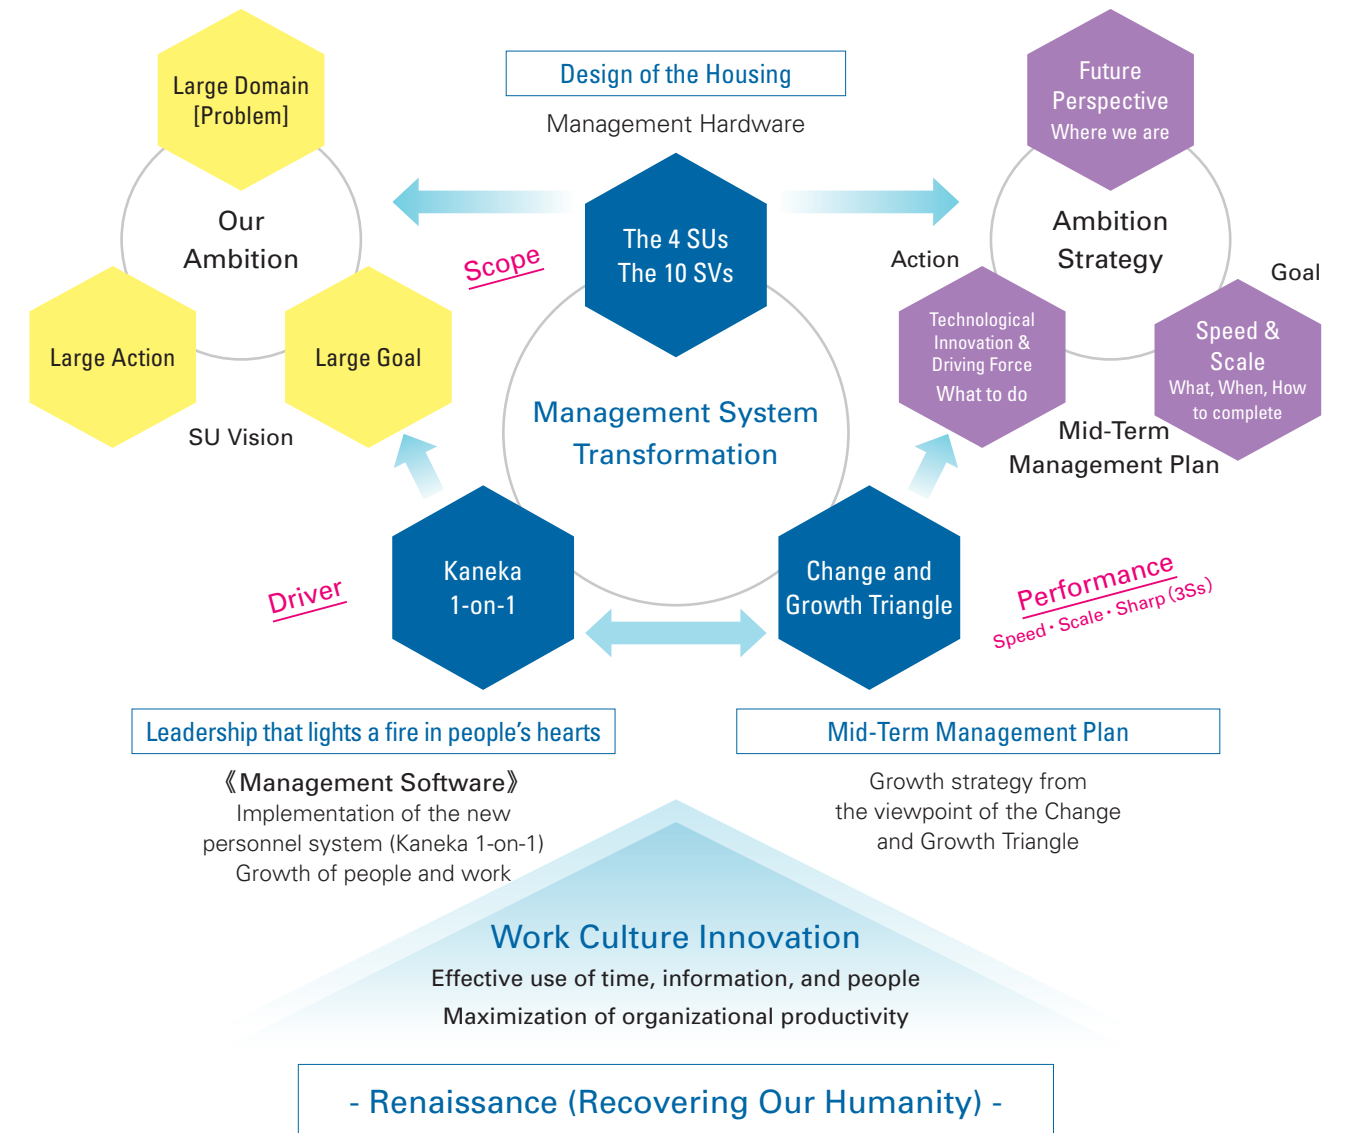 Large Domain
[Problem]
Our
Ambition
Large Action
Large Goal
SU Vision
Design of the Housing
Management Hardware
The 4 SUs
The 10 SVs
Scope
Management System
Transformation
Future
Perspective
Where we are
Ambition
Strategy
Action
Goal
Technological
Innovation &
Driving Force
What to do
Speed &
Scale
What, When, How
to complete
Mid-Term
Management Plan
Driver
Kaneka
1-on-1
Change and
Growth Triangle
Performance
Speed・Scale・Sharp (3Ss)
Leadership that lights a fire in people’s hearts
《Management Software》
Implementation of the new
personnel system (Kaneka 1-on-1)
Growth of people and work
Mid-Term Management Plan
Growth strategy from
the viewpoint of the Change
and Growth Triangle
Work Culture Innovation
Effective use of time, information, and people
Maximization of organizational productivity
- Renaissance (Recovering Our Humanity) -